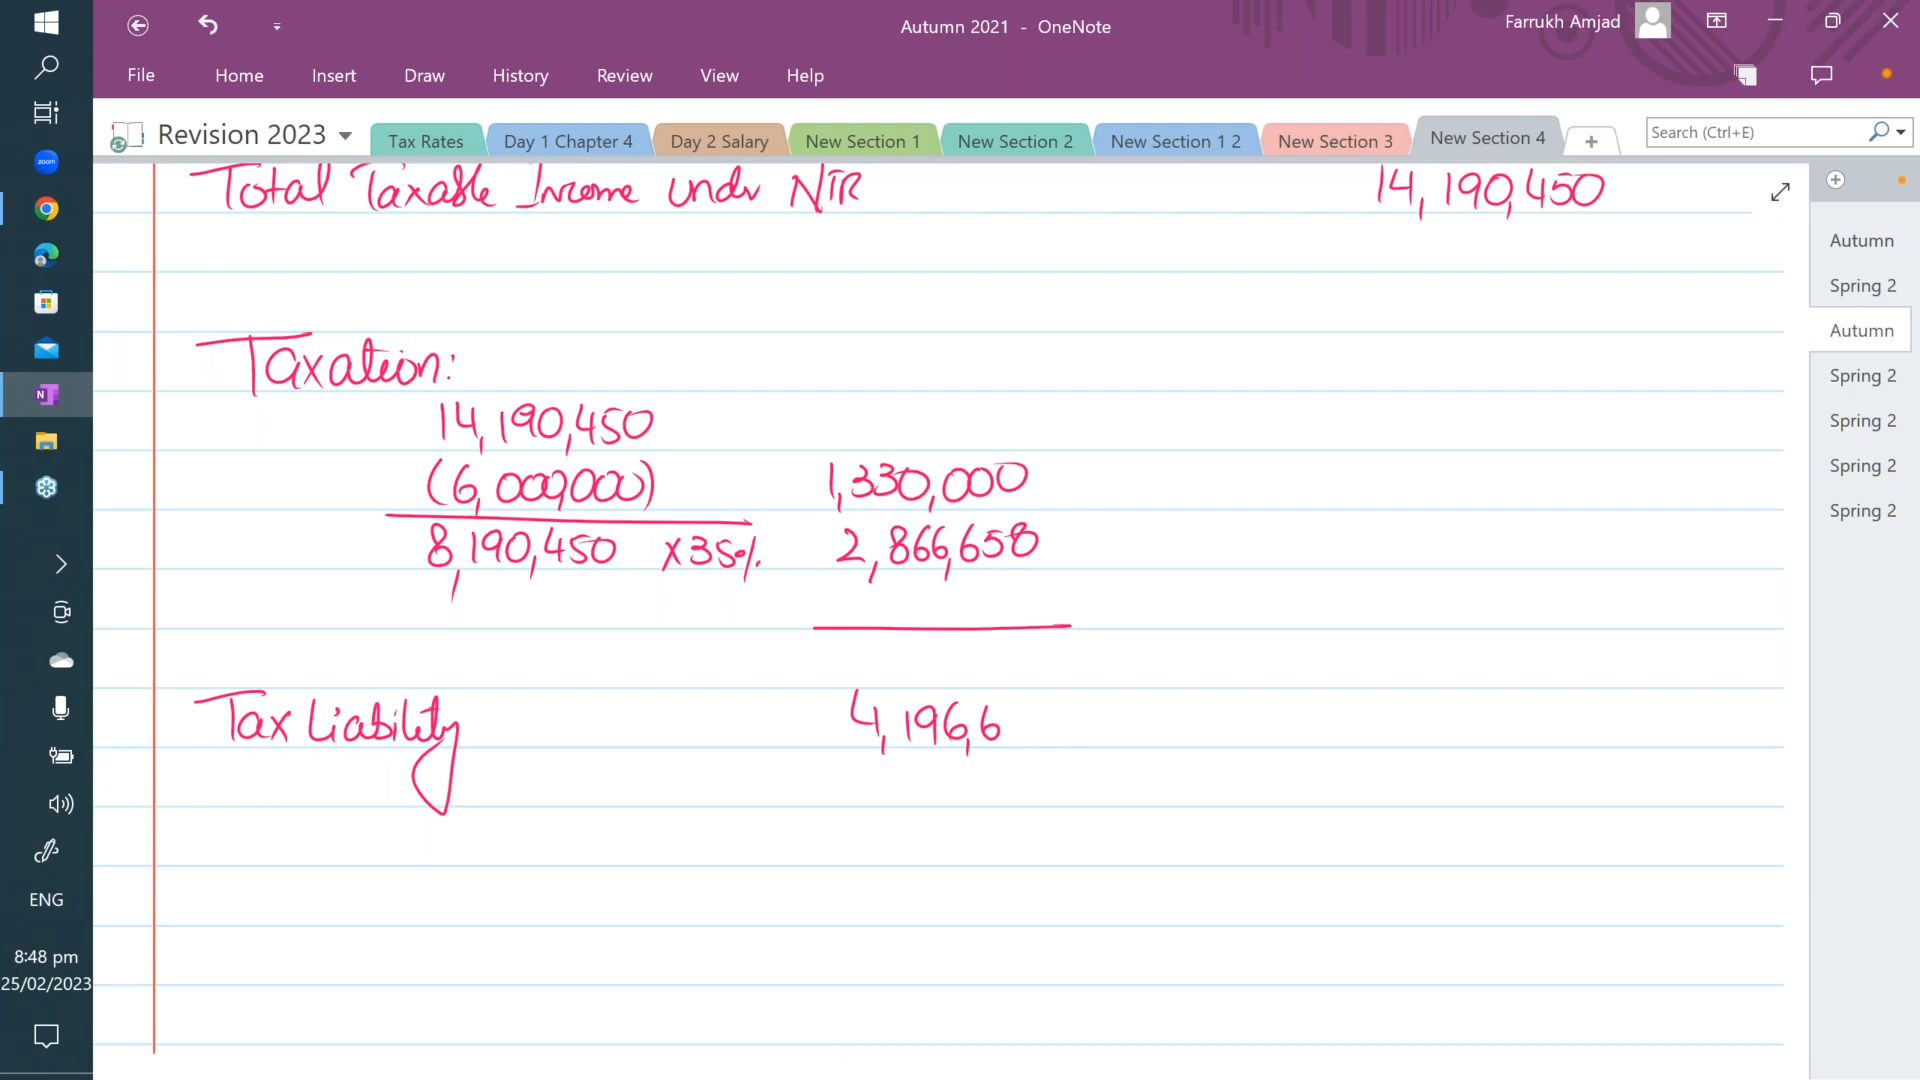 Autumn 2021 - OneNote
Farrukh Amjad
File Home Insert Draw History Review View Help
Revision 2023
Tax Rates Day 1 Chapter 4 Day 2 Salary New Section 1 New Section 2 New Section 1 2 New Section 3 New Section 4 +
Search (Ctrl+E)
Total Taxable Income Under NTR 14,190,450
Taxation:
14,190,450
(6,000,000) 1,330,000
8,190,450 x35% 2,866,658
Tax Liability 4,196,6
Autumn
Spring 2
Autumn
Spring 2
Spring 2
Spring 2
Spring 2
zoom
N
ENG
8:48 pm
25/02/2023